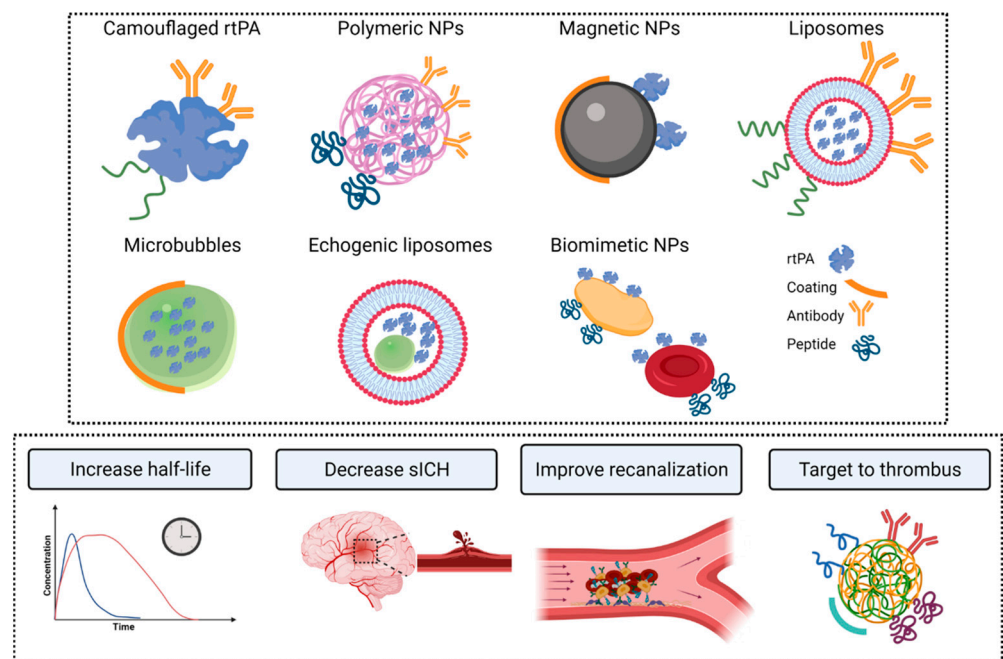 Camouflaged rtPA
Polymeric NPs
Magnetic NPs
Liposomes
Microbubbles
Echogenic liposomes
Biomimetic NPs
rtPA
Coating
Antibody
Peptide
Increase half-life
Decrease sICH
Improve recanalization
Target to thrombus
Concentration
Time